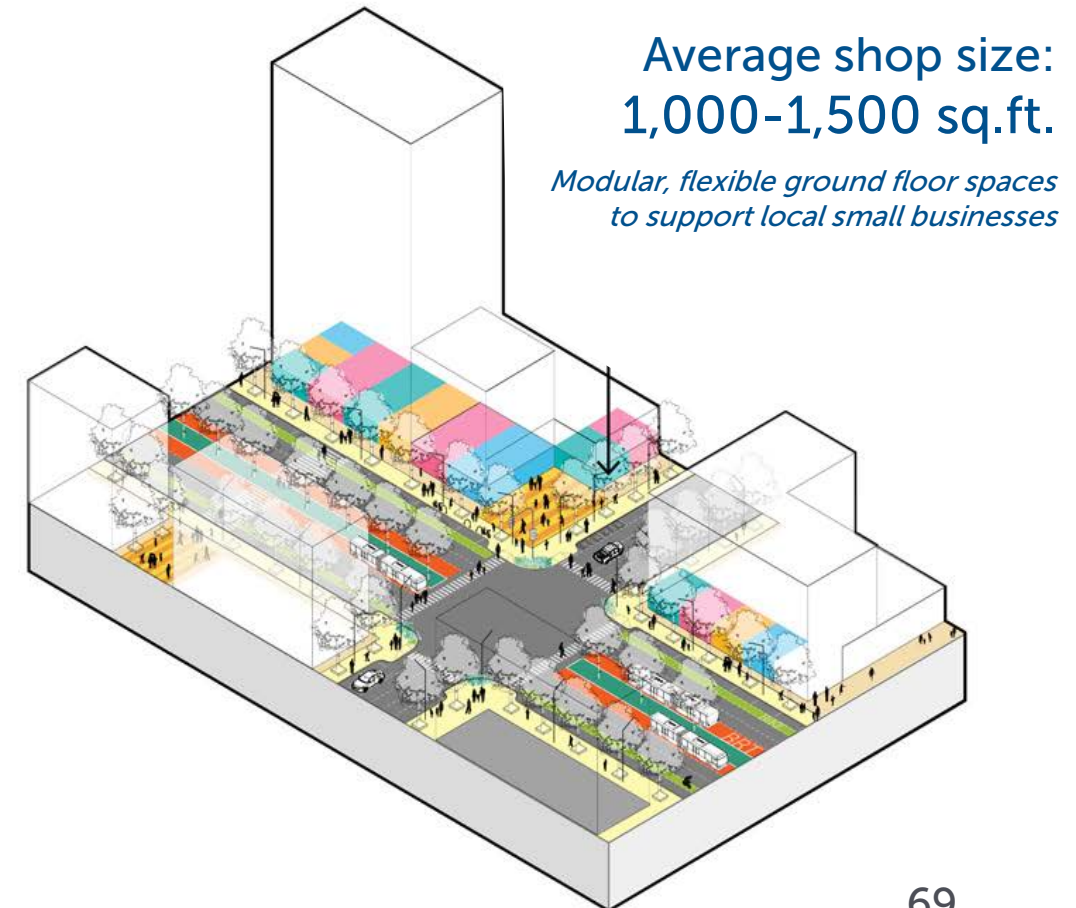 Average shop size:
1,000-1,500 sq.ft.
Modular, flexible ground floor spaces
to support local small businesses
BRT
69